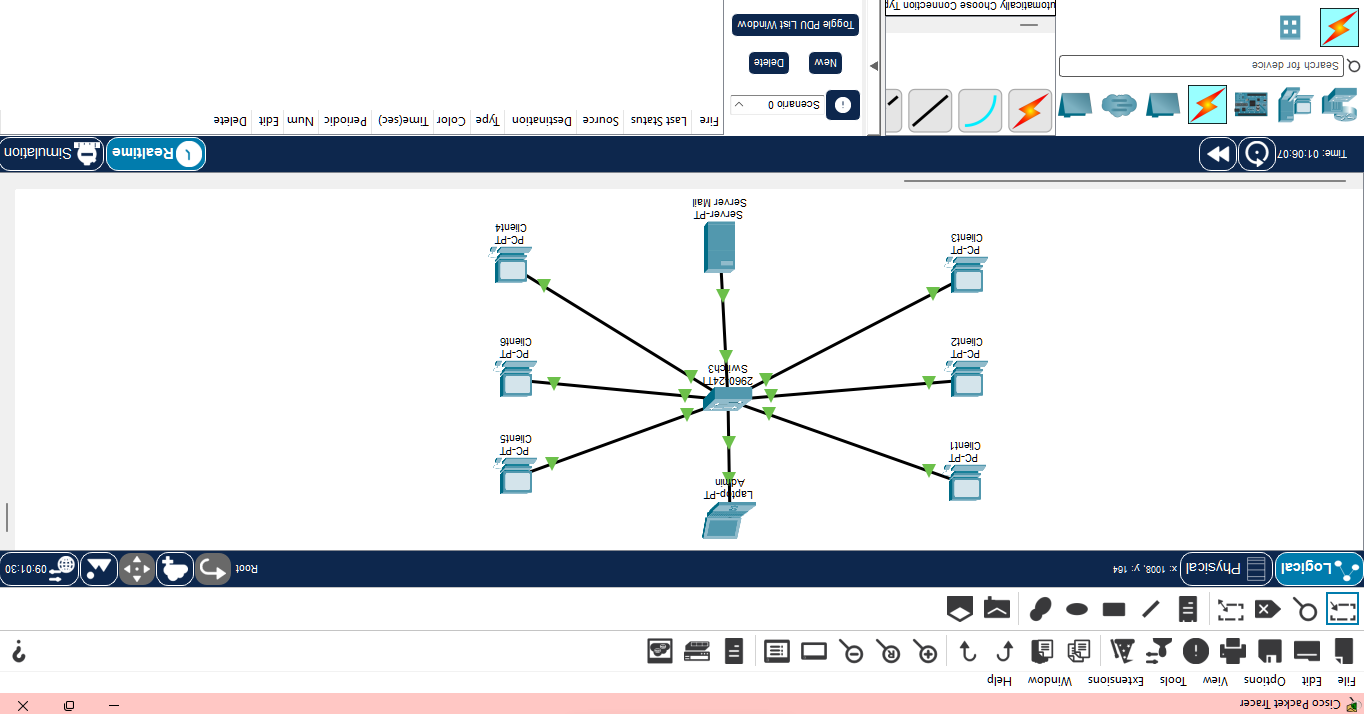 Cisco Packet Tracer
File Edit Options View Tools Extensions Window Help
Logical Physical x: 1008, y: 164 Root 09:01:30
Laptop-PT
Admin
PC-PT
Client1
PC-PT
Client5
2960-24TT
Switch3
PC-PT
Client2
PC-PT
Client6
PC-PT
Client3
Server-PT
Server Mail
PC-PT
Client4
Time: 01:06:07 Realtime Simulation
Fire Last Status Source Destination Type Color Time(sec) Periodic Num Edit Delete
Scenario 0
New Delete
Toggle PDU List Window
Search for device
utomatically Choose Connection Typ